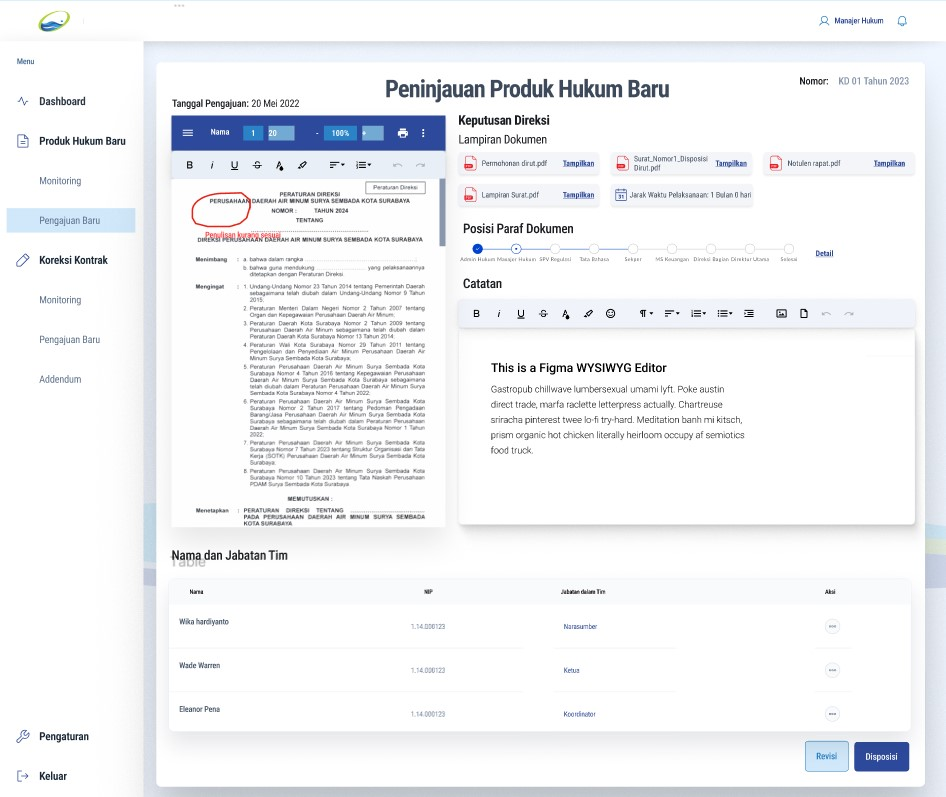 Manajer Hukum
Menu
Dashboard
Produk Hukum Baru
Monitoring
Pengajuan Baru
Koreksi Kontrak
Monitoring
Pengajuan Baru
Addendum
Pengaturan
Keluar
Peninjauan Produk Hukum Baru
Nomor: KD 01 Tahun 2023
Tanggal Pengajuan: 20 Mei 2022
Nama 1 20 - 100% +
B i U S A
Peraturan Direksi
PERATURAN DIREKSI
PERUSAHAAN DAERAH AIR MINUM SURYA SEMBADA KOTA SURABAYA
NOMOR : TAHUN 2024
TENTANG
Penulisan kurang sesuai
DIREKSI PERUSAHAAN DAERAH AIR MINUM SURYA SEMBADA KOTA SURABAYA
Menimbang : a. bahwa dalam rangka
b. bahwa guna mendukung yang pelaksanaannya
ditetapkan dengan Peraturan Direksi
Mengingat : 1. Undang-Undang Nomor 23 Tahun 2014 tentang Pemerintah Daerah
sebagaimana telah diubah dalam Undang-Undang Nomor 9 Tahun
2015;
2. Peraturan Menteri Dalam Negeri Nomor 2 Tahun 2007 tentang
Organ dan Kepegawaian Perusahaan Daerah Air Minum;
3. Peraturan Daerah Kota Surabaya Nomor 2 Tahun 2009 tentang
Perusahaan Daerah Air Minum sebagaimana telah diubah dalam
Peraturan Daerah Nomor 13 Tahun 2014;
4. Peraturan Wali Kota Surabaya Nomor 29 Tahun 2011 tentang
Pengelolaan dan Penyediaan Air Minum Perusahaan Daerah Air
Minum Surya Sembada Kota Surabaya;
5. Peraturan Perusahaan Daerah Air Minum Surya Sembada Kota
Surabaya Nomor 4 Tahun 2016 tentang Kepegawaian Perusahaan
Daerah Air Minum Surya Sembada Kota Surabaya sebagaimana
telah diubah dalam Peraturan Perusahaan Daerah Air Minum Surya
Sembada Kota Surabaya Nomor 4 Tahun 2022;
6. Peraturan Perusahaan Daerah Air Minum Surya Sembada Kota
Surabaya Nomor 2 Tahun 2017 tentang Pedoman Pengadaan
Barang/Jasa Perusahaan Daerah Air Minum Surya Sembada Kota
Surabaya sebagaimana telah diubah dalam Peraturan Perusahaan
Daerah Air Minum Surya Sembada Kota Surabaya Nomor 1 Tahun
2022;
7. Peraturan Perusahaan Daerah Air Minum Surya Sembada Kota
Surabaya Nomor 7 Tahun 2023 tentang Struktur Organisasi dan Tata
Kerja (SOTK) Perusahaan Daerah Air Minum Surya Sembada Kota
Surabaya.
8. Peraturan Perusahaan Daerah Air Minum Surya Sembada Kota
Surabaya Nomor 10 Tahun 2023 tentang Tata Naskah Perusahaan
PDAM Surya Sembada Kota Surabaya
MEMUTUSKAN :
Menetapkan : PERATURAN DIREKSI TENTANG
PADA PERUSAHAAN DAERAH AIR MINUM SURYA SEMBADA
KOTA SURABAYA
Keputusan Direksi
Lampiran Dokumen
Permohonan dirut.pdf Tampilkan
Surat_Nomor1_Disposisi
Dirut.pdf Tampilkan
Notulen rapat.pdf Tampilkan
Lampiran Surat.pdf Tampilkan
31 Jarak Waktu Pelaksanaan: 1 Bulan 0 hari
Posisi Paraf Dokumen
Admin Hukum Manajer Hukum SPV Regulasi Tata Bahasa Sekper MS Keuangan Direksi Bagian Direktur Utama Selesai
Detail
Catatan
B i U S A
This is a Figma WYSIWYG Editor
Gastropub chillwave lumbersexual umami lyft. Poke austin
direct trade, marfa raclette letterpress actually. Chartreuse
sriracha pinterest twee lo-fi try-hard. Meditation banh mi kitsch,
prism organic hot chicken literally heirloom occupy af semiotics
food truck.
Nama dan Jabatan Tim
Table
Nama NIP Jabatan dalam Tim Aksi
Wika hardiyanto 1.14.000123 Narasumber
Wade Warren 1.14.000123 Ketua
Eleanor Pena 1.14.000123 Koordinator
Revisi
Disposisi